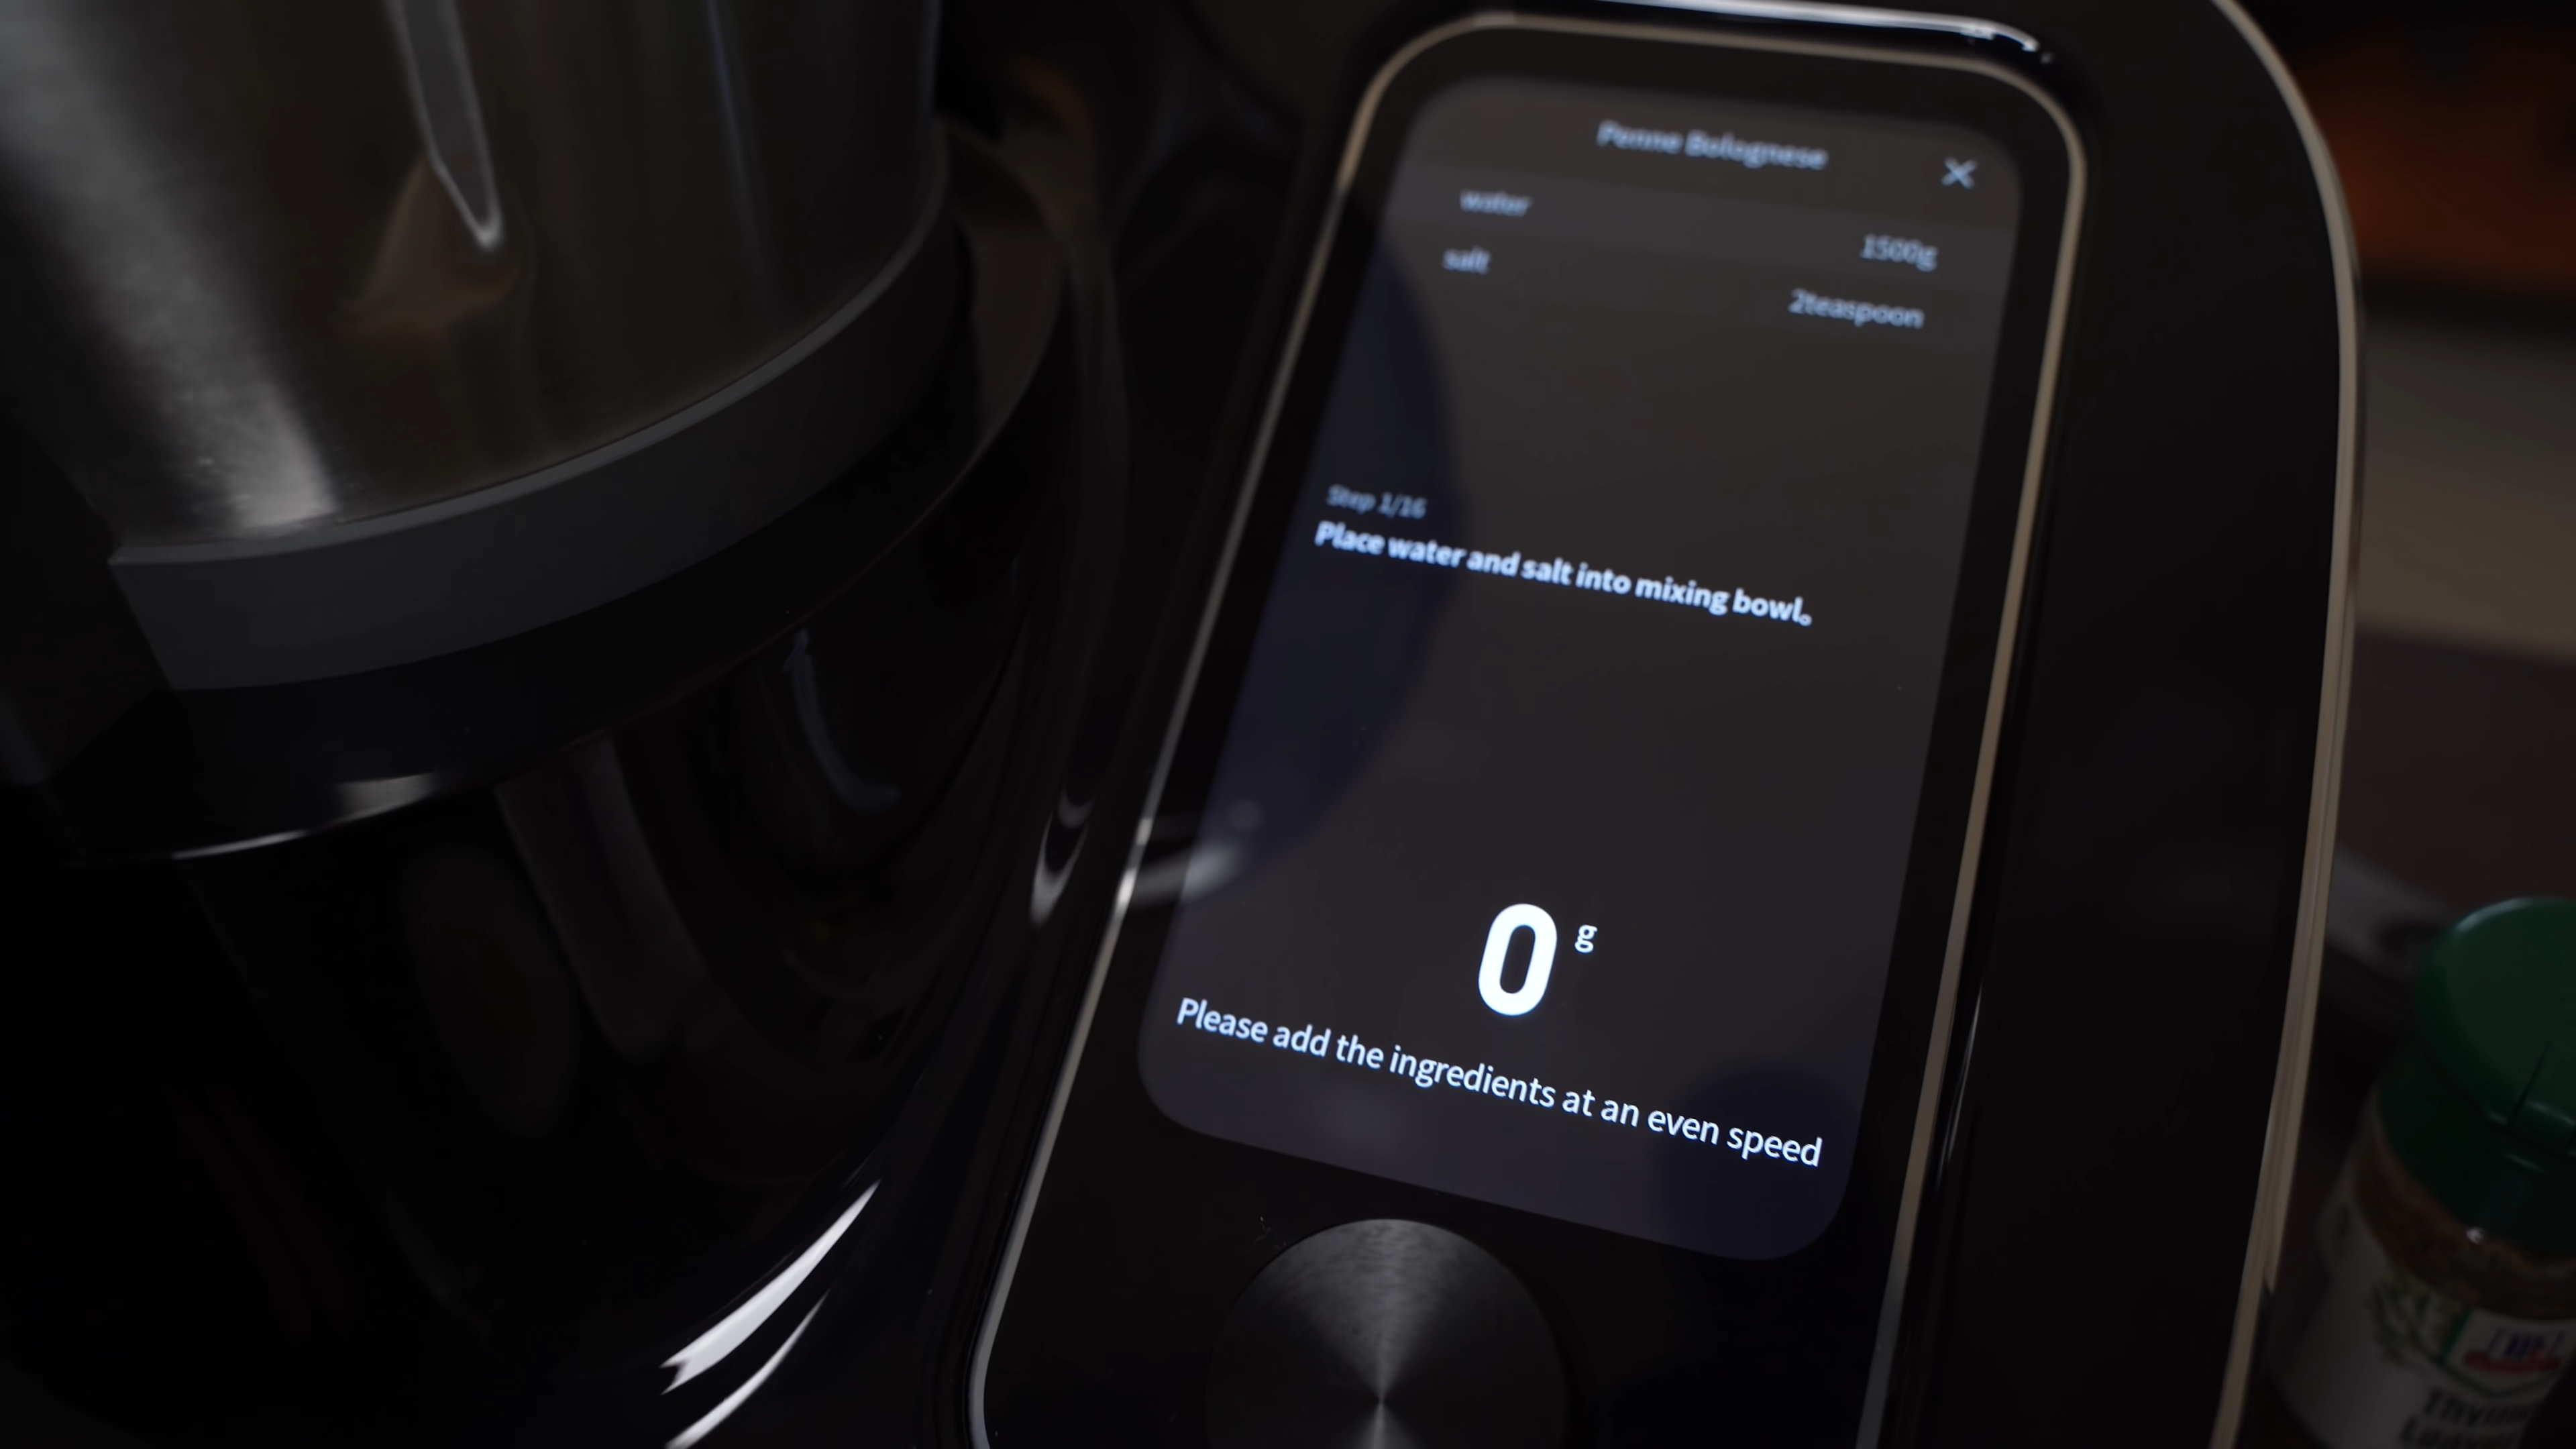 Penne Bolognese
water 1500g
salt 2teaspoon
Step 1/16
Place water and salt into mixing bowl。
0 g
Please add the ingredients at an even speed
Thyme